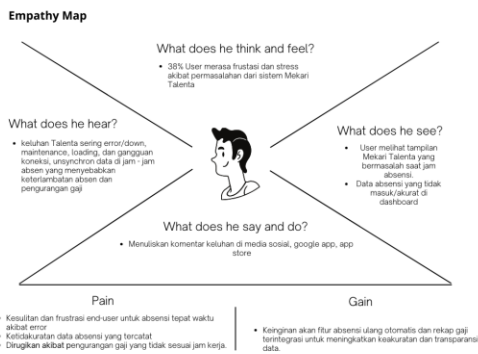 Empathy Map
What does he think and feel?
• 38% User merasa frustasi dan stress
akibat permasalahan dari sistem Mekari
Talenta
What does he hear?
• keluhan Talenta sering error/down,
maintenance, loading, dan gangguan
koneksi, unsynchron data di jam - jam
absen yang menyebabkan
keterlambatan absen dan
pengurangan gaji
What does he see?
• User melihat tampilan
Mekari Talenta yang
bermasalah saat jam
absensi.
• Data absensi yang tidak
masuk/akurat di
dashboard
What does he say and do?
• Menuliskan komentar keluhan di media sosial, google app, app
store
Pain
Kesulitan dan frustrasi end-user untuk absensi tepat waktu
akibat error
Ketidakuratan data absensi yang tercatat
Dirugikan akibat pengurangan gaji yang tidak sesuai jam kerja.
Gain
• Keinginan akan fitur absensi ulang otomatis dan rekap gaji
terintegrasi untuk meningkatkan keakuratan dan transparansi
data.